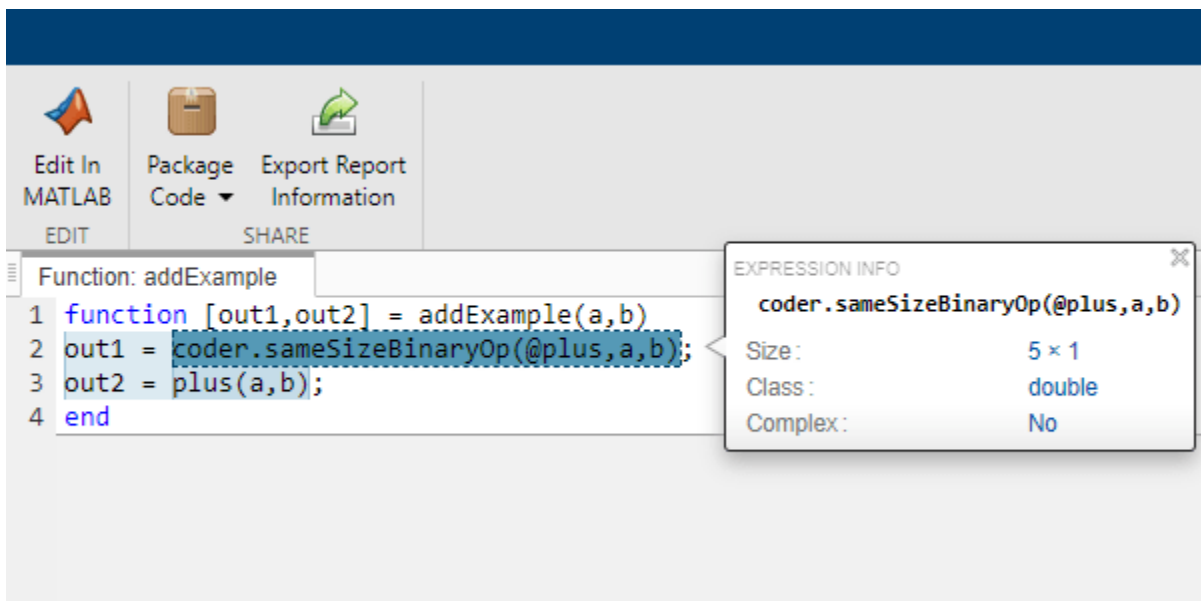 Edit In
MATLAB
Package
Code
Export Report
Information
EDIT
SHARE
Function: addExample
1 function [out1,out2] = addExample(a,b)
2 out1 = coder.sameSizeBinaryOp(@plus,a,b);
3 out2 = plus(a,b);
4 end
EXPRESSION INFO
coder.sameSizeBinaryOp(@plus,a,b)
Size: 5 × 1
Class: double
Complex: No